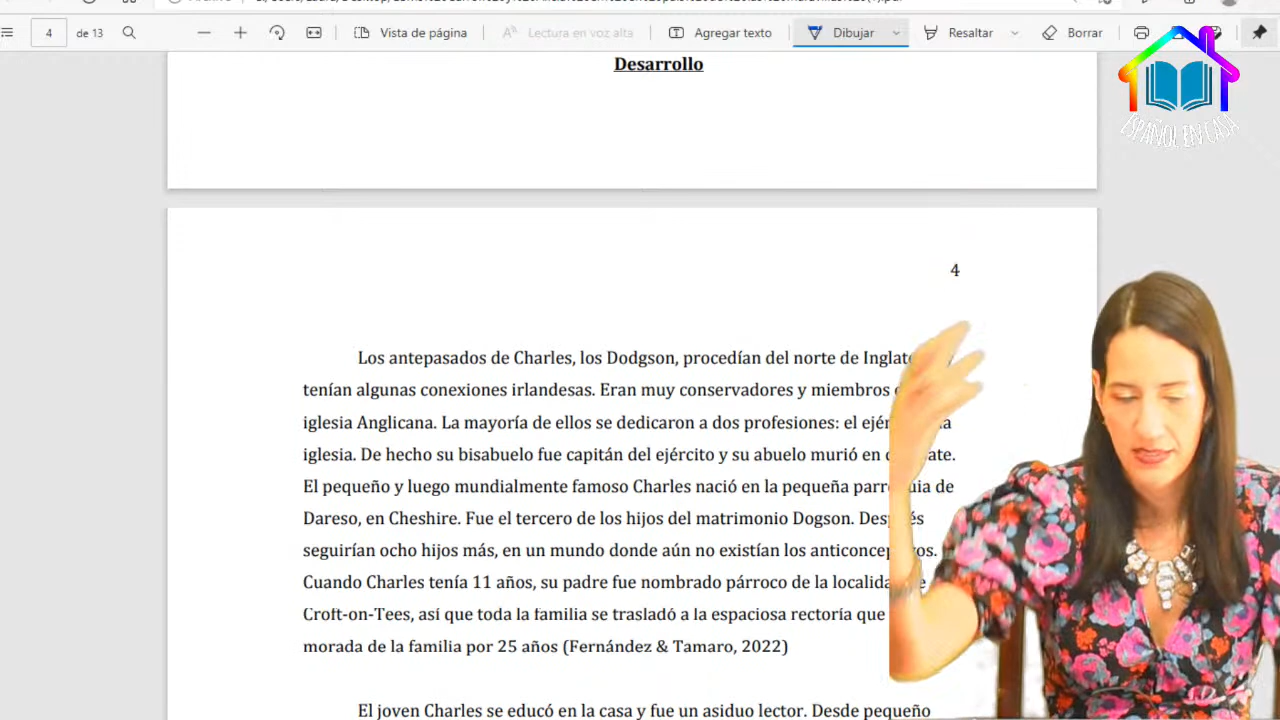 4
de 13
Vista de página
Lectura en voz alta
Agregar texto
Dibujar
Resaltar
Borrar
ESPAÑOL EN CASA
Desarrollo
4
Los antepasados de Charles, los Dodgson, procedían del norte de
tenían algunas conexiones irlandesas. Eran muy conservadores y miembros
iglesia Anglicana. La mayoría de ellos se dedicaron a dos profesiones: el
iglesia. De hecho su bisabuelo fue capitán del ejército y su abuelo murió en
El pequeño y luego mundialmente famoso Charles nació en la pequeña parroquia de
Dareso, en Cheshire. Fue el tercero de los hijos del matrimonio Dogson. Después
seguirían ocho hijos más, en un mundo donde aún no existían los anticonceptivos.
Cuando Charles tenía 11 años, su padre fue nombrado párroco de la
Croft-on-Tees, así que toda la familia se trasladó a la espaciosa rectoría que
morada de la familia por 25 años (Fernández & Tamaro, 2022)
El joven Charles se educó en la casa y fue un asiduo lector. Desde pequeño